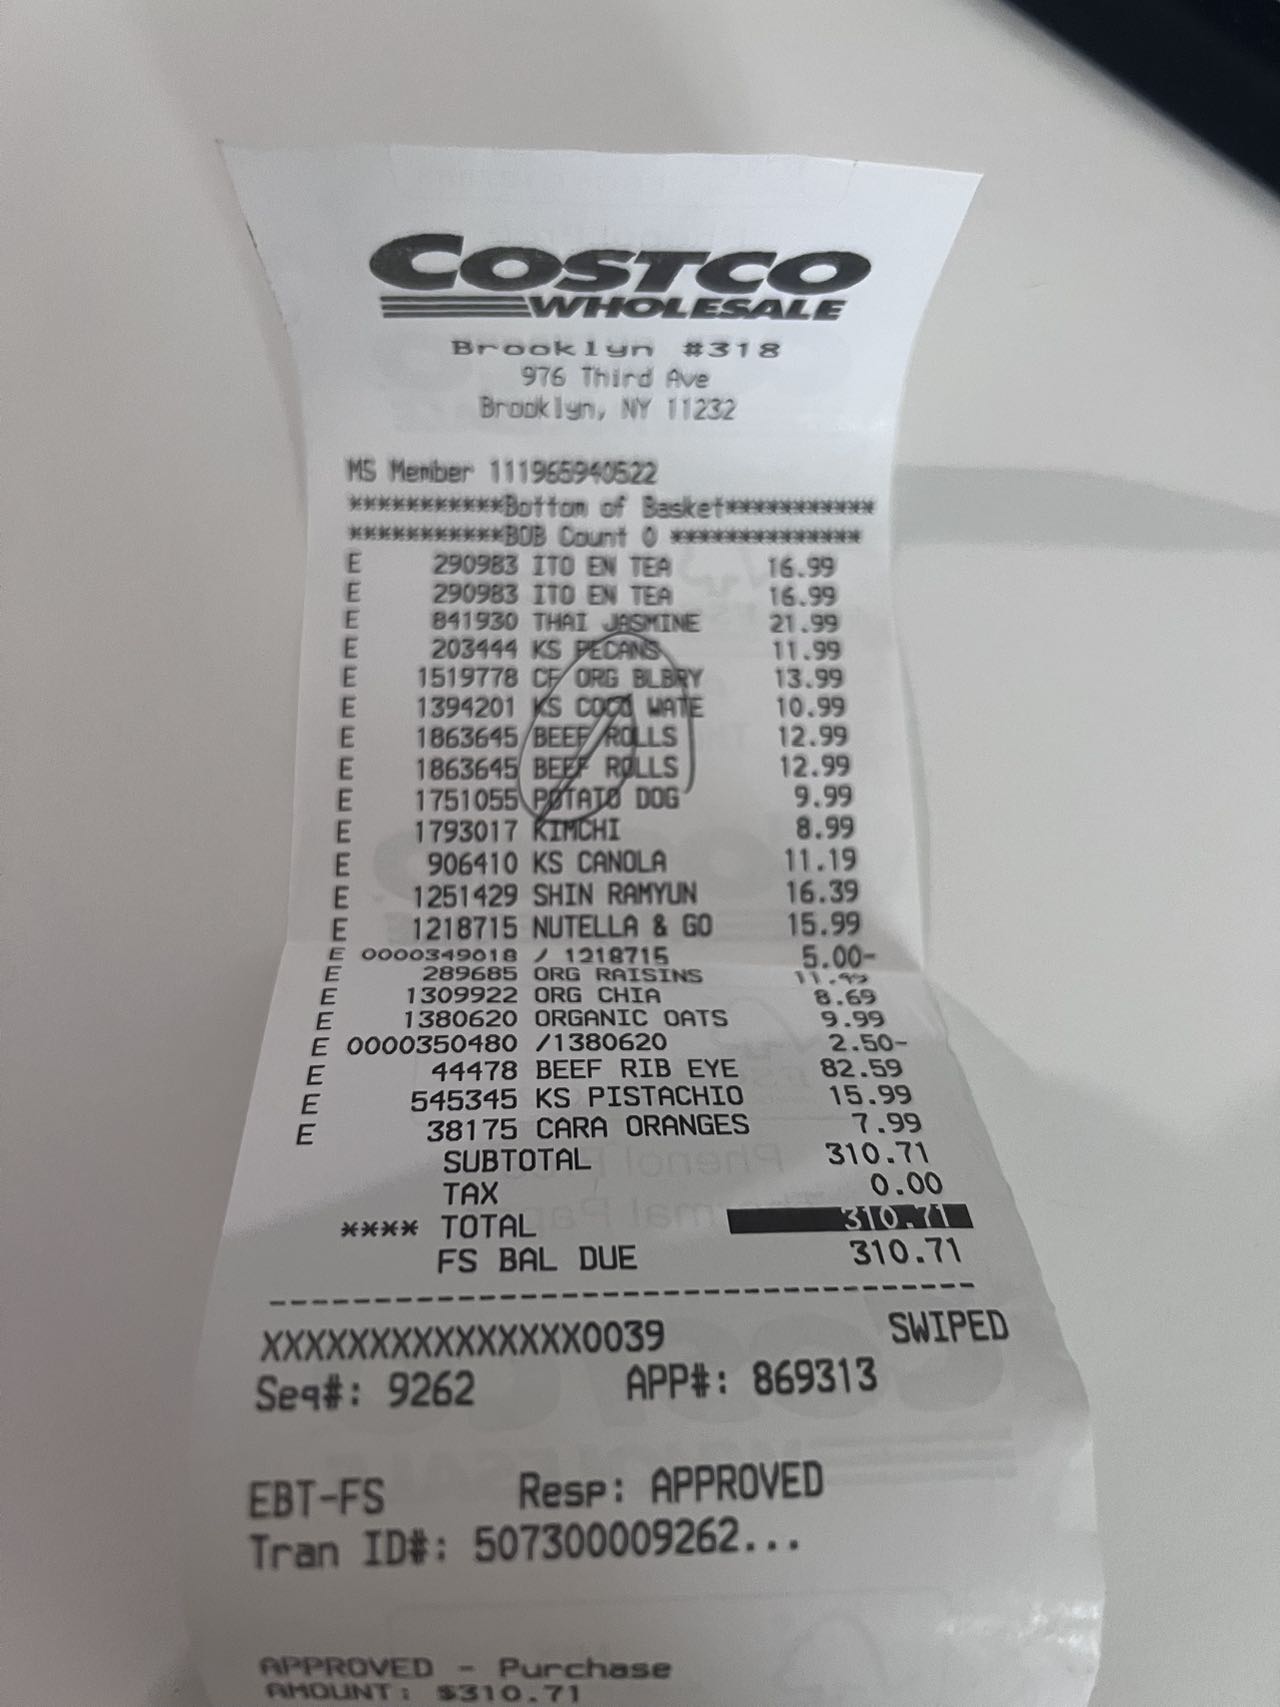 COSTCO
WHOLESALE
Brooklyn #318
976 Third Ave
Brooklyn, NY 11232
MS Member 111965940522
***********Bottom of Basket***********
***********BOB Count 0 **************
E 290983 ITO EN TEA 16.99
E 290983 ITO EN TEA 16.99
E 841930 THAI JASMINE 21.99
E 203444 KS PECANS 11.99
E 1519778 CF ORG BLBRY 13.99
E 1394201 KS COCO WATE 10.99
E 1863645 BEEF ROLLS 12.99
E 1863645 BEEF ROLLS 12.99
E 1751055 POTATO DOG 9.99
E 1793017 KIMCHI 8.99
E 906410 KS CANOLA 11.19
E 1251429 SHIN RAMYUN 16.39
E 1218715 NUTELLA & GO 15.99
E 0000349018 / 1218715 5.00-
E 289685 ORG RAISINS 11.49
E 1309922 ORG CHIA 8.69
E 1380620 ORGANIC OATS 9.99
E 0000350480 /1380620 2.50-
E 44478 BEEF RIB EYE 82.59
E 545345 KS PISTACHIO 15.99
E 38175 CARA ORANGES 7.99
SUBTOTAL 310.71
TAX 0.00
**** TOTAL 310.71
FS BAL DUE 310.71
XXXXXXXXXXXXXXX0039 SWIPED
Seq#: 9262 APP#: 869313
EBT-FS Resp: APPROVED
Tran ID#: 507300009262...
APPROVED - Purchase
AMOUNT: $310.71